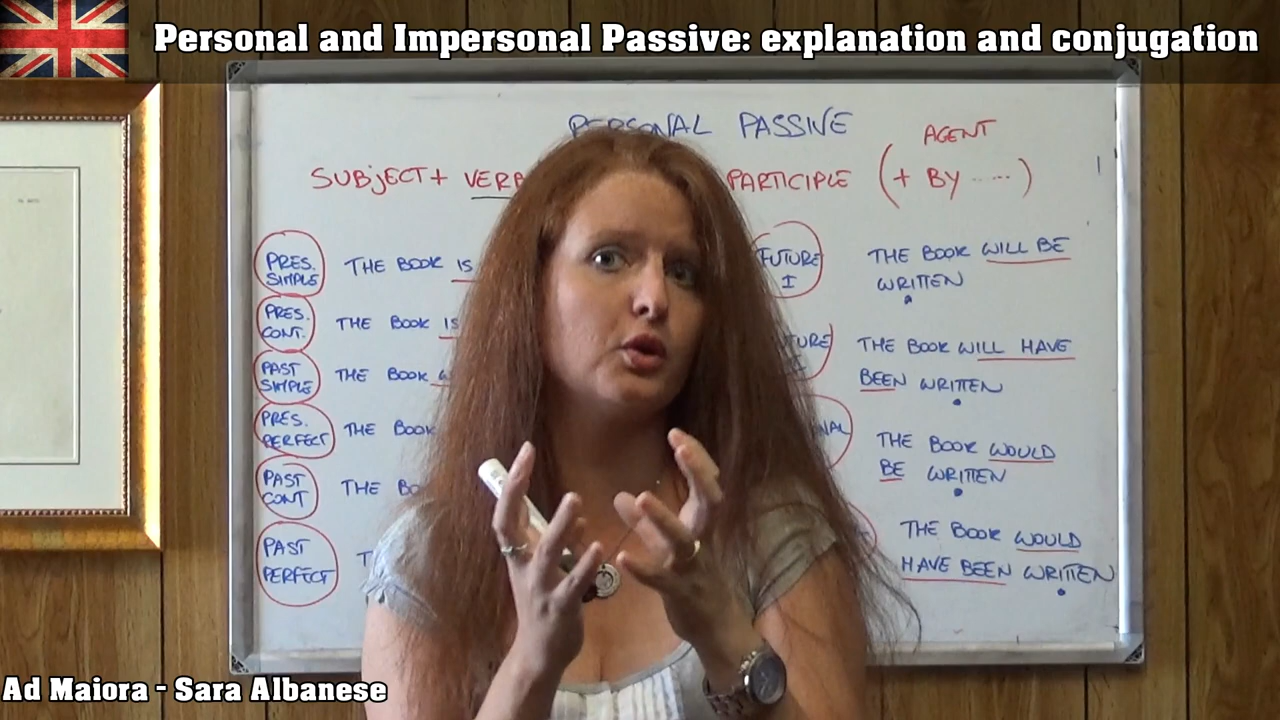 Personal and Impersonal Passive: explanation and conjugation
PERSONAL PASSIVE
AGENT
SUBJECT + VERB
PARTICIPLE (+ BY ......)
PRES.
SIMPLE
THE BOOK IS
PRES.
CONT.
THE BOOK IS
PAST
SIMPLE
THE BOOK
PRES.
PERFECT
THE BOOK
PAST
CONT
THE
PAST
PERFECT
FUTURE
I
THE BOOK WILL BE
WRITTEN
THE BOOK WILL HAVE
BEEN WRITTEN
THE BOOK WOULD
BE WRITTEN
THE BOOK WOULD
HAVE BEEN WRITTEN
Ad Maiora - Sara Albanese